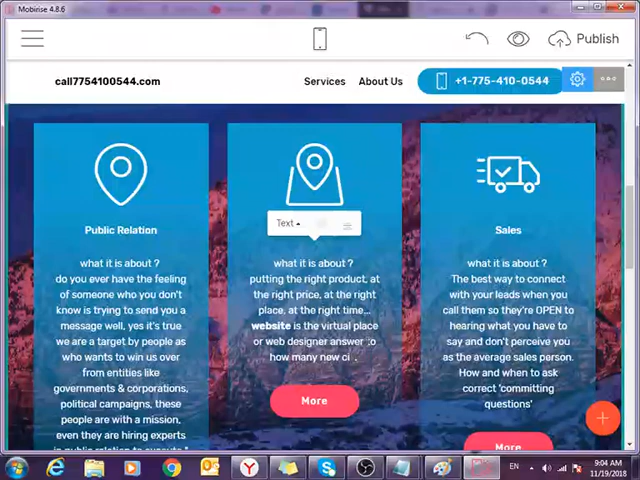 Mobirise 4.8.6
Publish
call7754100544.com
Services
About Us
+1-775-410-0544
Public Relation
what it is about ?
do you ever have the feeling
of someone who you don't
know is trying to send you a
message well, yes it's true
we are a target by people as
who wants to win us over
from entities like
governments & corporations,
political campaigns, these
people are with a mission,
even they are hiring experts
Text
what it is about ?
putting the right product, at
the right price, at the right
place, at the right time...
website is the virtual place
or web designer answer to
how many new ci .
More
Sales
what it is about ?
The best way to connect
with your leads when you
call them so they're OPEN to
hearing what you have to
say and don't perceive you
as the average sales person.
How and when to ask
correct 'committing
questions'
More
EN
9:04 AM
11/19/2018